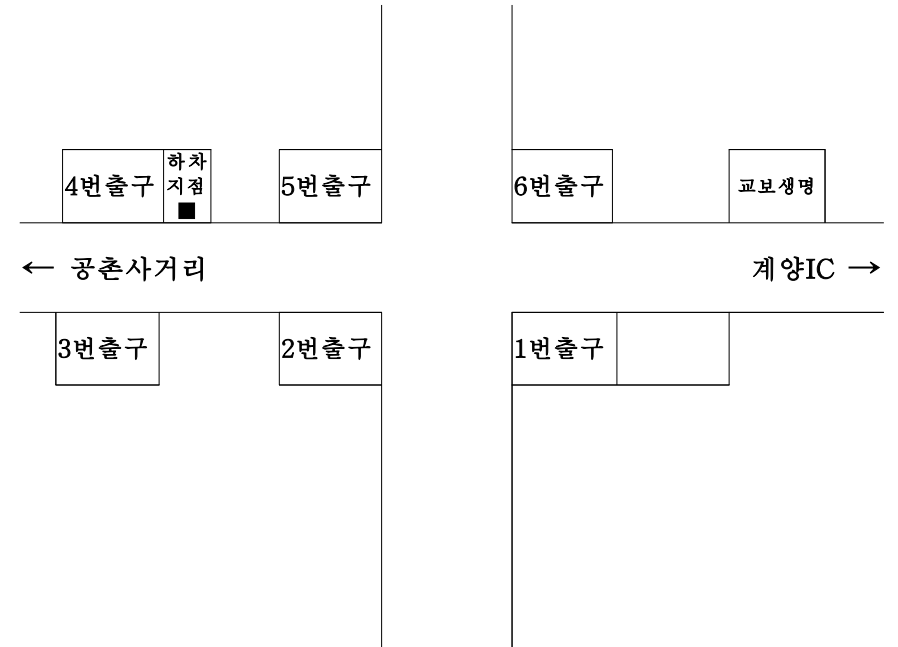 4번출구
하차
지점
5번출구
6번출구
교보생명
← 공촌사거리
계양IC →
3번출구
2번출구
1번출구